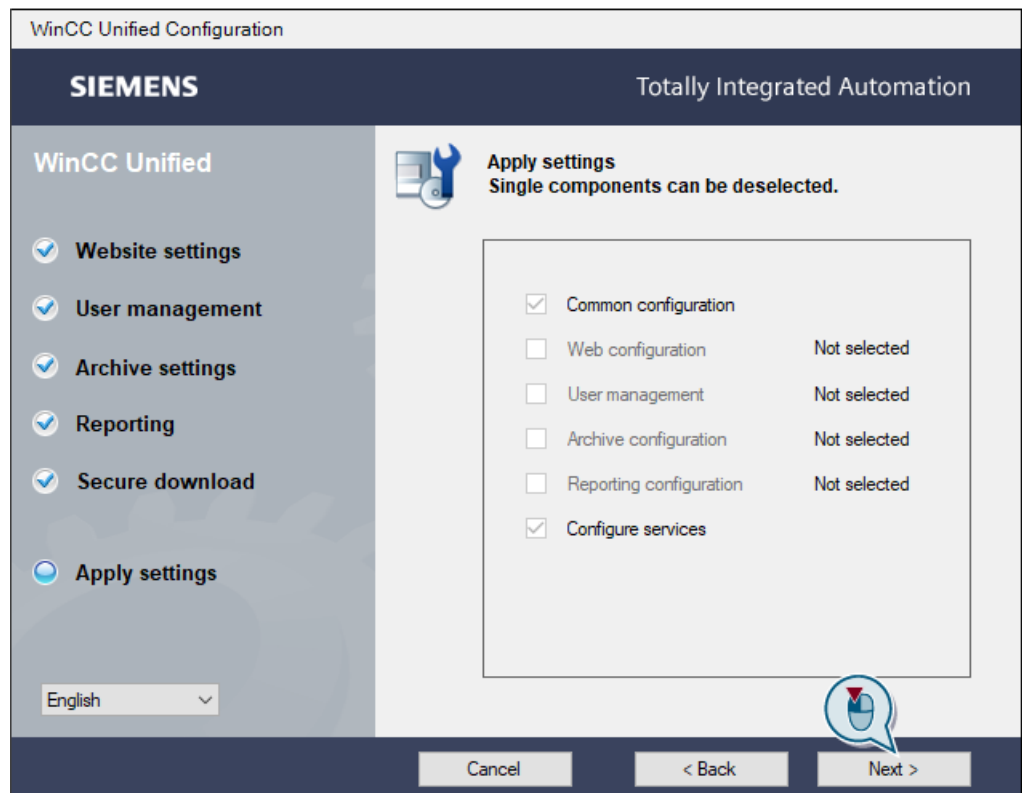 WinCC Unified Configuration
SIEMENS
Totally Integrated Automation
WinCC Unified
Website settings
User management
Archive settings
Reporting
Secure download
Apply settings
English
Apply settings
Single components can be deselected.
Common configuration
Web configuration Not selected
User management Not selected
Archive configuration Not selected
Reporting configuration Not selected
Configure services
Cancel
< Back
Next >